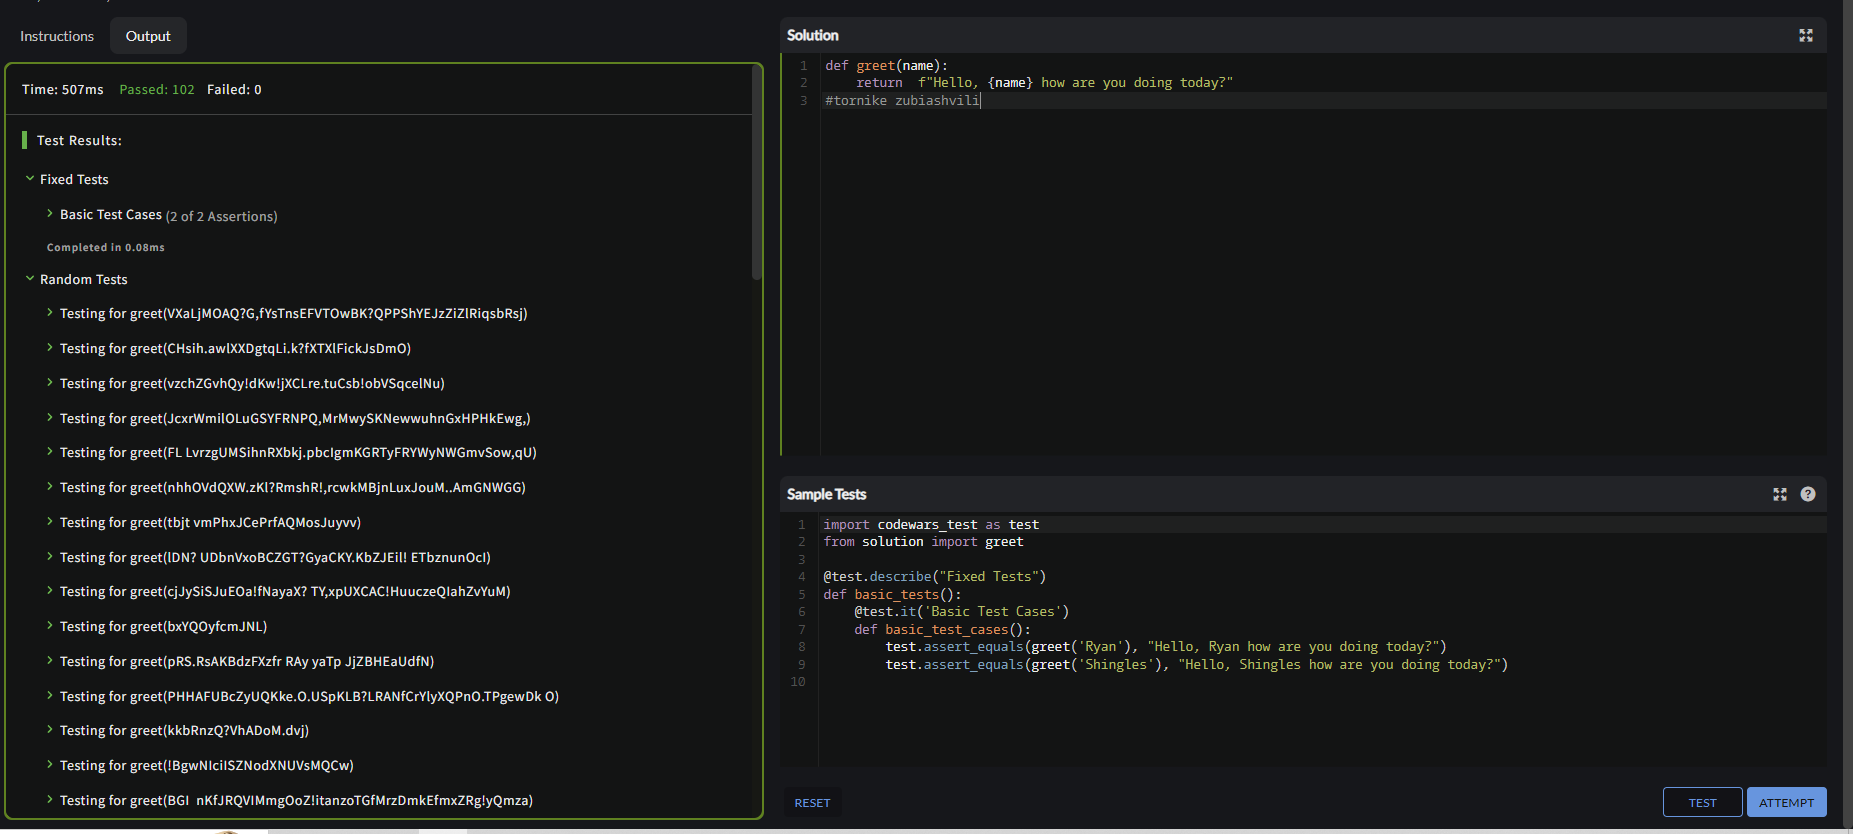 Instructions
Output
Time: 507ms Passed: 102 Failed: 0
Test Results:
Fixed Tests
Basic Test Cases (2 of 2 Assertions)
Completed in 0.08ms
Random Tests
Testing for greet(VXaLjMOAQ?G,fYsTnsEFVTOwBK?QPPShYEJzZiZlRiqsbRsj)
Testing for greet(CHsih.awlXXDgtqLi.k?fXTXlFickJsDmO)
Testing for greet(vzchZGvhQy!dKw!jXCLre.tuCsb!obVSqcelNu)
Testing for greet(JcxrWmilOLuGSYFRNPQ,MrMwySKNewwuhnGxHPHkEwg,)
Testing for greet(FL LvrzgUMSihnRXbkj.pbcIgmKGRTyFRYWyNWGmvSow,qU)
Testing for greet(nhhOVdQXW.zKl?RmshR!,rcwkMBjnLuxJouM..AmGNWGG)
Testing for greet(tbjt vmPhxJCePrfAQMosJuyvv)
Testing for greet(lDN? UDbnVxoBCZGT?GyaCKY.KbZJEil! ETbznunOcI)
Testing for greet(cjJySiSJuEOa!fNayaX? TY,xpUXCAC!HuuczeQIahZvYuM)
Testing for greet(bxYQOyfcmJNL)
Testing for greet(pRS.RsAKBdzFXzfr RAy yaTp JjZBHEaUdfN)
Testing for greet(PHHAFUBcZyUQKke.O.USpKLB?LRANfCrYlyXQPnO.TPgewDk O)
Testing for greet(kkbRnzQ?VhADoM.dvj)
Testing for greet(!BgwNIciISZNodXNUVsMQCw)
Testing for greet(BGI  nKfJRQVIMmgOoZ!itanzoTGfMrzDmkEfmxZRg!yQmza)
Solution
1 def greet(name):
2     return  f"Hello, {name} how are you doing today?"
3 #tornike zubiashvili
Sample Tests
1 import codewars_test as test
2 from solution import greet
3
4 @test.describe("Fixed Tests")
5 def basic_tests():
6     @test.it('Basic Test Cases')
7     def basic_test_cases():
8         test.assert_equals(greet('Ryan'), "Hello, Ryan how are you doing today?")
9         test.assert_equals(greet('Shingles'), "Hello, Shingles how are you doing today?")
10
RESET
TEST
ATTEMPT